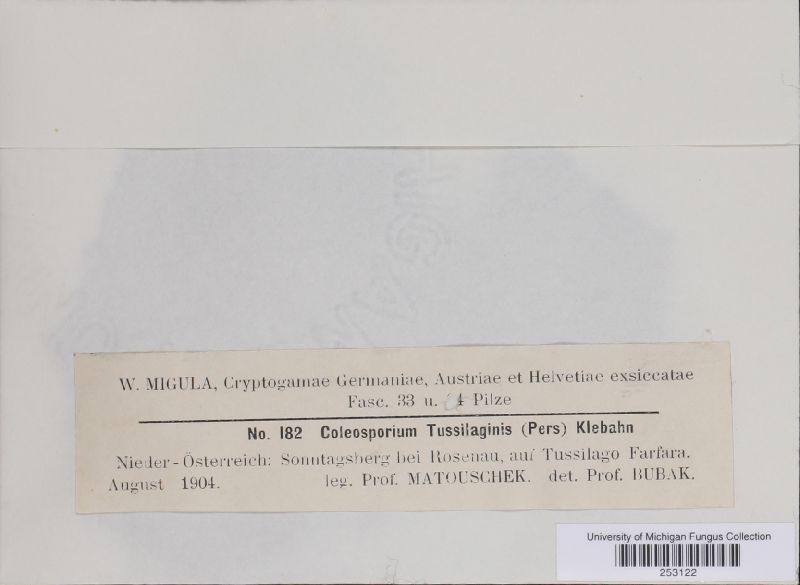 W. MIGULA, Cryptogamae Germaniae, Austriae et Helvetiae exsiccatae
Fasc. 33 u. 34 Pilze
No. 182 Coleosporium Tussilaginis (Pers) Klebahn
Nieder-Österreich: Sonntagsberg bei Rosenau, auf Tussilago Farfara.
August 1904. leg. Prof. MATOUSCHEK. det. Prof. BUBAK.
University of Michigan Fungus Collection
253122